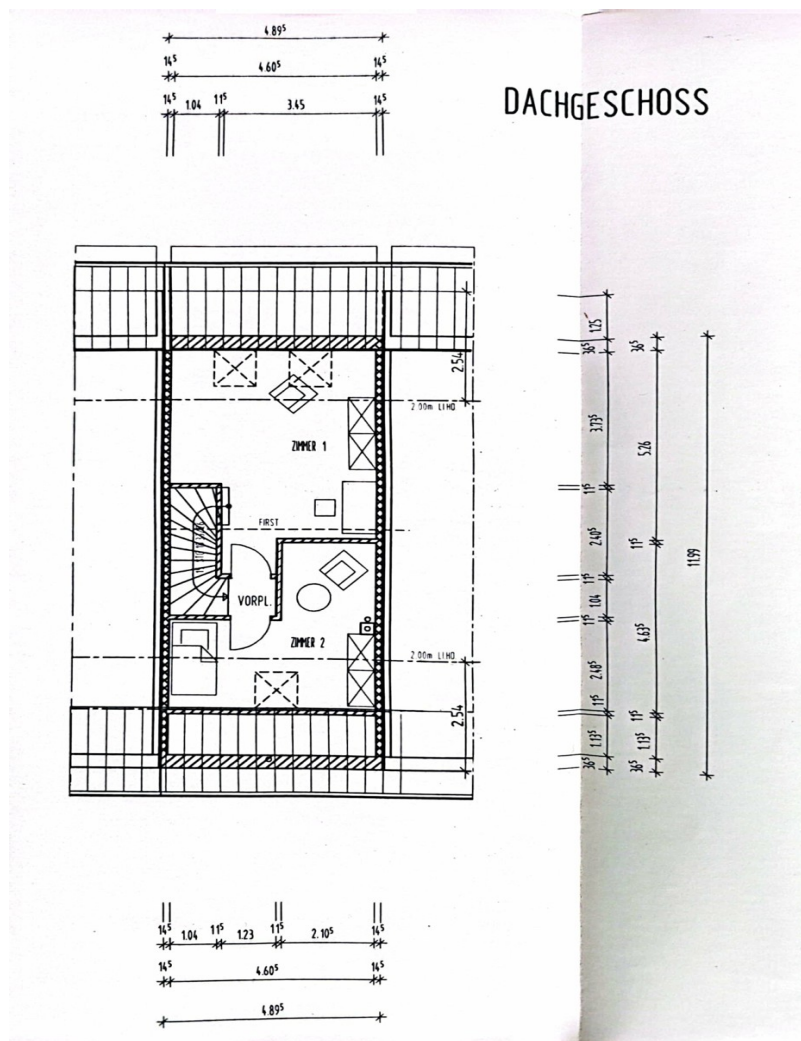 4.89⁵
14⁵ 4.60⁵ 14⁵
14⁵ 1.04 11⁵ 3.45 14⁵
DACHGESCHOSS
1.25
36⁵
36⁵
2.54
2.00m LIHO
3.73⁵
5.26
ZIMMER 1
11⁵
FIRST
2.40⁵
11⁵
11.99
11⁵
VORPL.
1.04
11⁵
4.63⁵
ZIMMER 2
2.00m LIHO
2.48⁵
2.54
11⁵
11⁵
1.13⁵
1.13⁵
36⁵
36⁵
14⁵ 1.04 11⁵ 1.23 11⁵ 2.10⁵ 14⁵
14⁵ 4.60⁵ 14⁵
4.89⁵